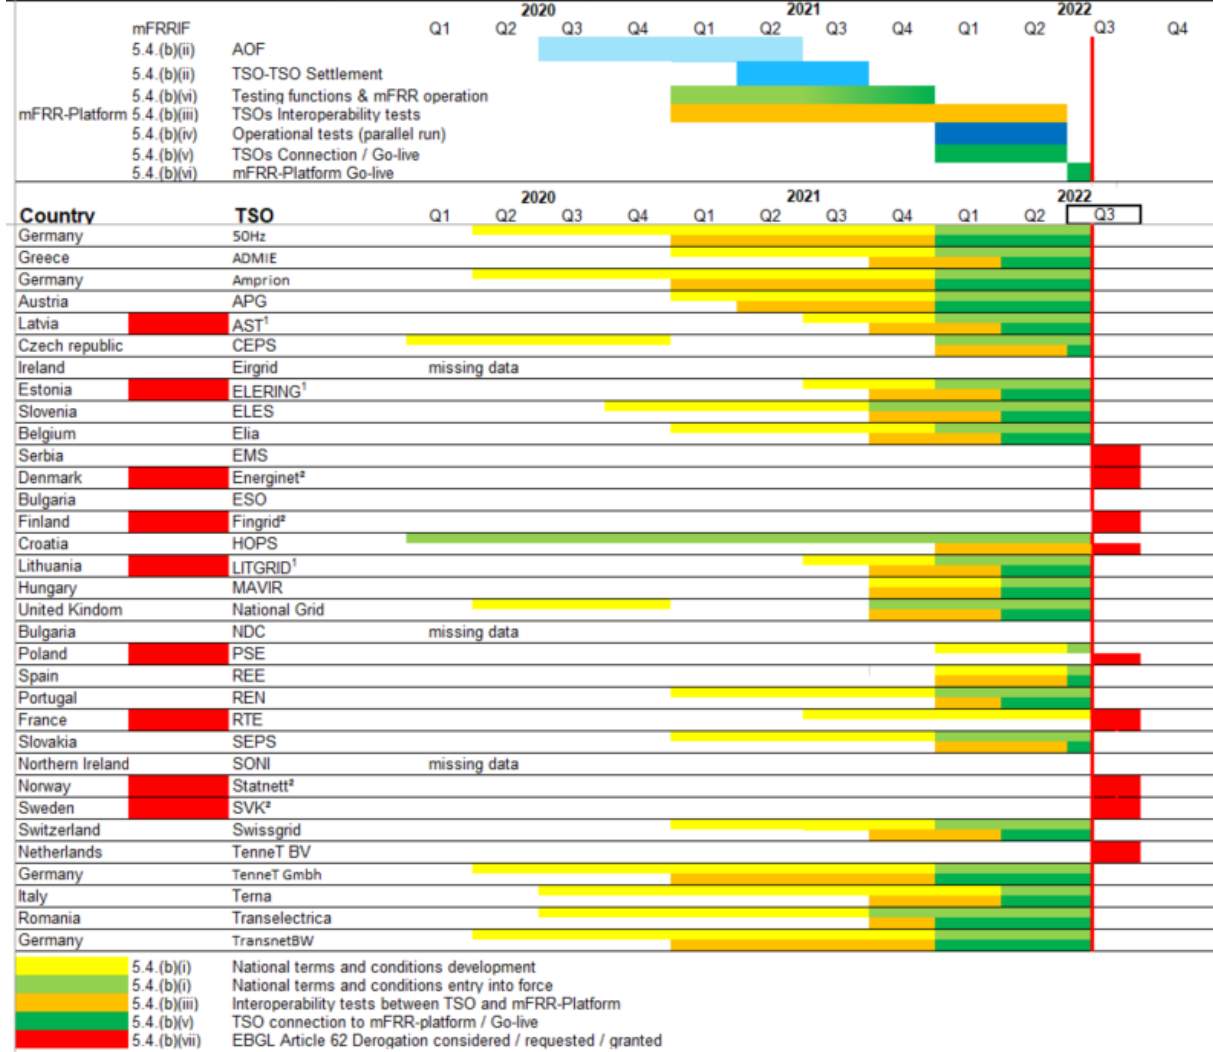 2020 2021 2022
mFRRIF Q1 Q2 Q3 Q4 Q1 Q2 Q3 Q4 Q1 Q2 Q3 Q4
5.4.(b)(ii) AOF
5.4.(b)(ii) TSO-TSO Settlement
5.4.(b)(vi) Testing functions & mFRR operation
mFRR-Platform 5.4.(b)(iii) TSOs Interoperability tests
5.4.(b)(iv) Operational tests (parallel run)
5.4.(b)(v) TSOs Connection / Go-live
5.4.(b)(vi) mFRR-Platform Go-live
2020 2021 2022
Country TSO Q1 Q2 Q3 Q4 Q1 Q2 Q3 Q4 Q1 Q2 Q3
Germany 50Hz
Greece ADMIE
Germany Amprion
Austria APG
Latvia AST¹
Czech republic CEPS
Ireland Eirgrid missing data
Estonia ELERING¹
Slovenia ELES
Belgium Elia
Serbia EMS
Denmark Energinet²
Bulgaria ESO
Finland Fingrid²
Croatia HOPS
Lithuania LITGRID¹
Hungary MAVIR
United Kindom National Grid
Bulgaria NDC missing data
Poland PSE
Spain REE
Portugal REN
France RTE
Slovakia SEPS
Northern Ireland SONI missing data
Norway Statnett²
Sweden SVK²
Switzerland Swissgrid
Netherlands TenneT BV
Germany TenneT Gmbh
Italy Terna
Romania Transelectrica
Germany TransnetBW
5.4.(b)(i) National terms and conditions development
5.4.(b)(i) National terms and conditions entry into force
5.4.(b)(iii) Interoperability tests between TSO and mFRR-Platform
5.4.(b)(v) TSO connection to mFRR-platform / Go-live
5.4.(b)(vii) EBGL Article 62 Derogation considered / requested / granted